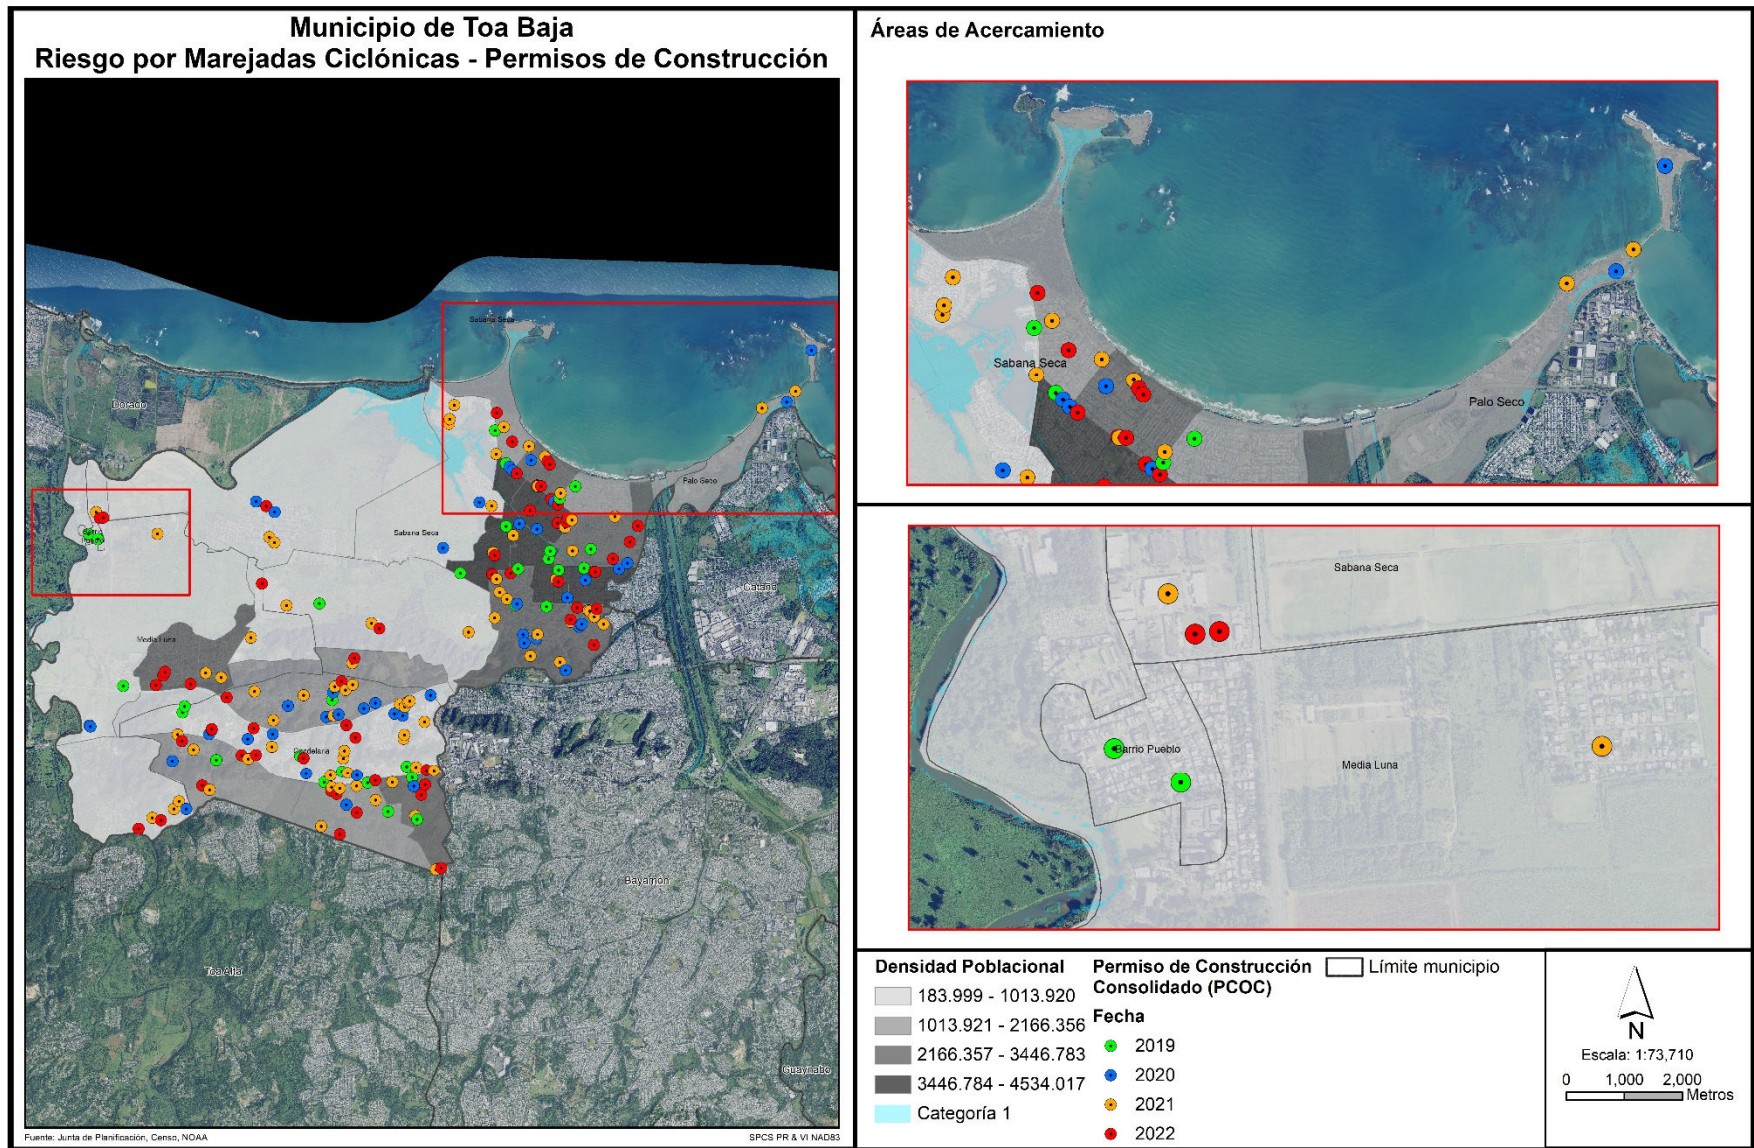 Municipio de Toa Baja
Riesgo por Marejadas Ciclónicas - Permisos de Construcción
Sabana Seca
Dorado
Palo Seco
Barrio
Pueblo
Sabana Seca
Cataño
Media Luna
Candelaria
Bayamón
Toa Alta
Guaynabo
Fuente: Junta de Planificación, Censo, NOAA
SPCS PR & VI NAD83
Áreas de Acercamiento
Sabana Seca
Palo Seco
Sabana Seca
Barrio Pueblo
Media Luna
Densidad Poblacional
183.999 - 1013.920
1013.921 - 2166.356
2166.357 - 3446.783
3446.784 - 4534.017
Categoría 1
Permiso de Construcción
Consolidado (PCOC)
Fecha
2019
2020
2021
2022
Límite municipio
N
Escala: 1:73,710
0 1,000 2,000
Metros